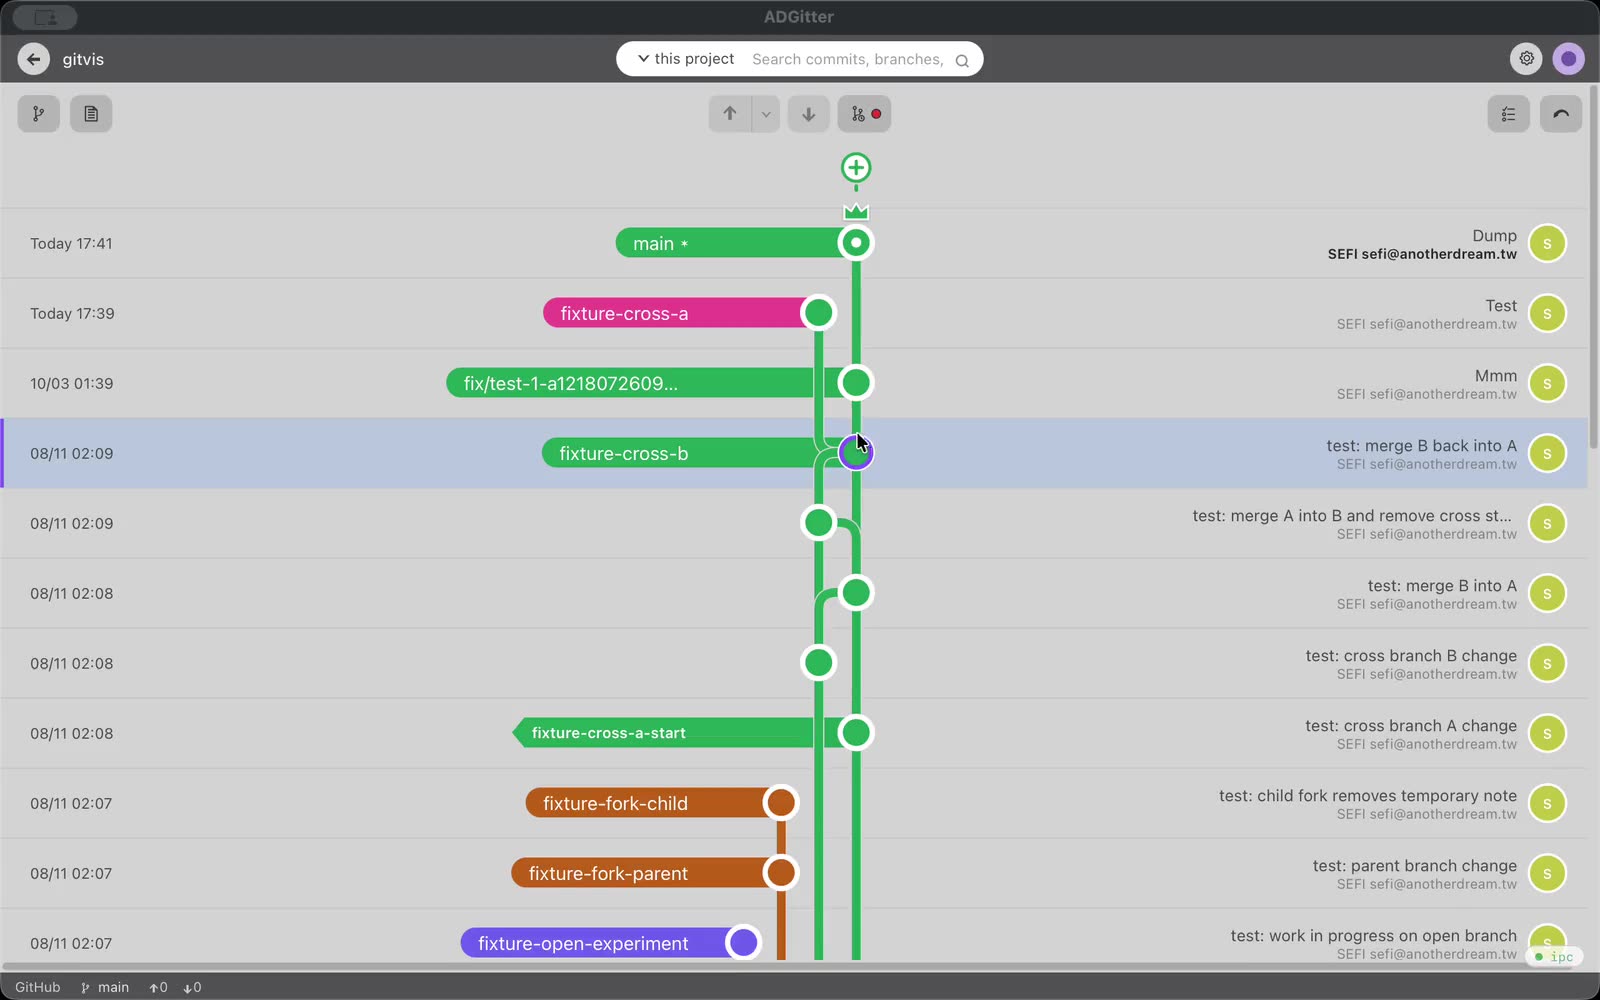 ADGitter
gitvis
this project
Search commits, branches,
Today 17:41
main *
Dump
SEFI sefi@anotherdream.tw
S
Today 17:39
fixture-cross-a
Test
SEFI sefi@anotherdream.tw
S
10/03 01:39
fix/test-1-a1218072609...
Mmm
SEFI sefi@anotherdream.tw
S
08/11 02:09
fixture-cross-b
test: merge B back into A
SEFI sefi@anotherdream.tw
S
08/11 02:09
test: merge A into B and remove cross st...
SEFI sefi@anotherdream.tw
S
08/11 02:08
test: merge B into A
SEFI sefi@anotherdream.tw
S
08/11 02:08
test: cross branch B change
SEFI sefi@anotherdream.tw
S
08/11 02:08
fixture-cross-a-start
test: cross branch A change
SEFI sefi@anotherdream.tw
S
08/11 02:07
fixture-fork-child
test: child fork removes temporary note
SEFI sefi@anotherdream.tw
S
08/11 02:07
fixture-fork-parent
test: parent branch change
SEFI sefi@anotherdream.tw
S
08/11 02:07
fixture-open-experiment
test: work in progress on open branch
SEFI sefi@anotherdream.tw
S
ipc
GitHub
main
↑0
↓0